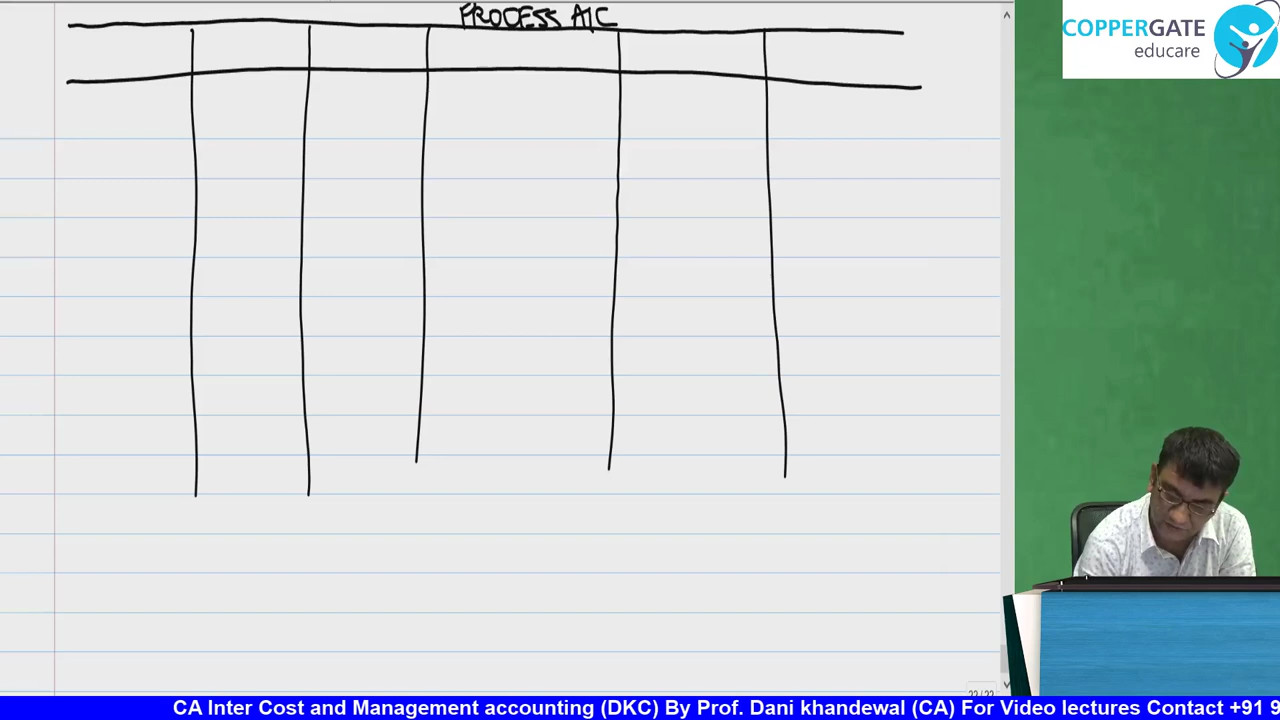 PROCESS A/C
COPPERGATE
educare
CA Inter Cost and Management accounting (DKC) By Prof. Dani khandewal (CA) For Video lectures Contact +91 9